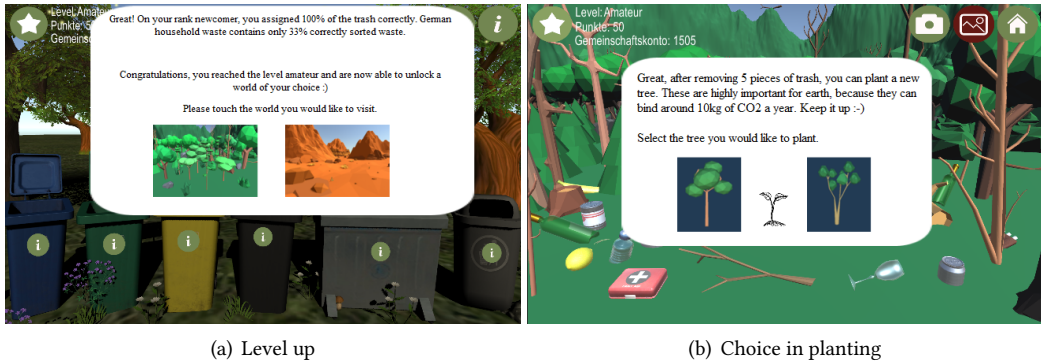 Level: Amateur
Punkte: 5
Gemeinsch
Great! On your rank newcomer, you assigned 100% of the trash correctly. German
household waste contains only 33% correctly sorted waste.
Congratulations, you reached the level amateur and are now able to unlock a
world of your choice :)
Please touch the world you would like to visit.
i
i
i
i
i
i
i
(a) Level up
Level: Amateur
Punkte: 50
Gemeinschaftskonto: 1505
Great, after removing 5 pieces of trash, you can plant a new
tree. These are highly important for earth, because they can
bind around 10kg of CO2 a year. Keep it up :-)
Select the tree you would like to plant.
(b) Choice in planting